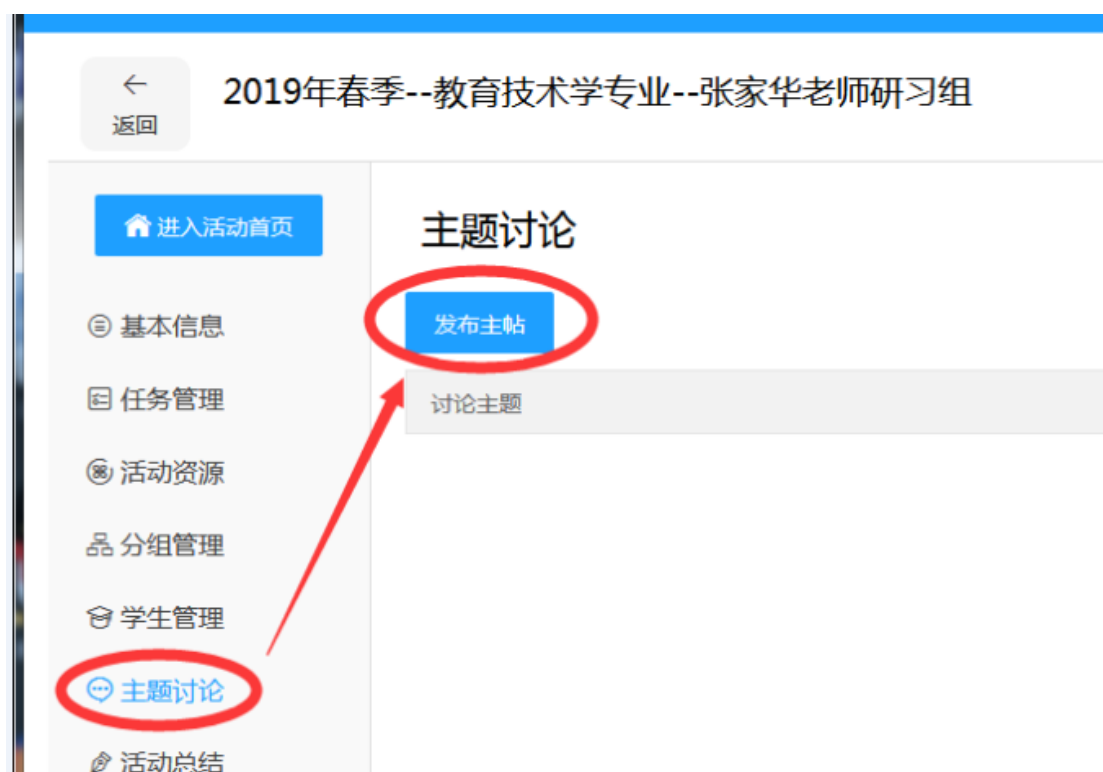 ←
返回
2019年春季--教育技术学专业--张家华老师研习组
进入活动首页
基本信息
任务管理
活动资源
分组管理
学生管理
主题讨论
活动总结
主题讨论
发布主帖
讨论主题